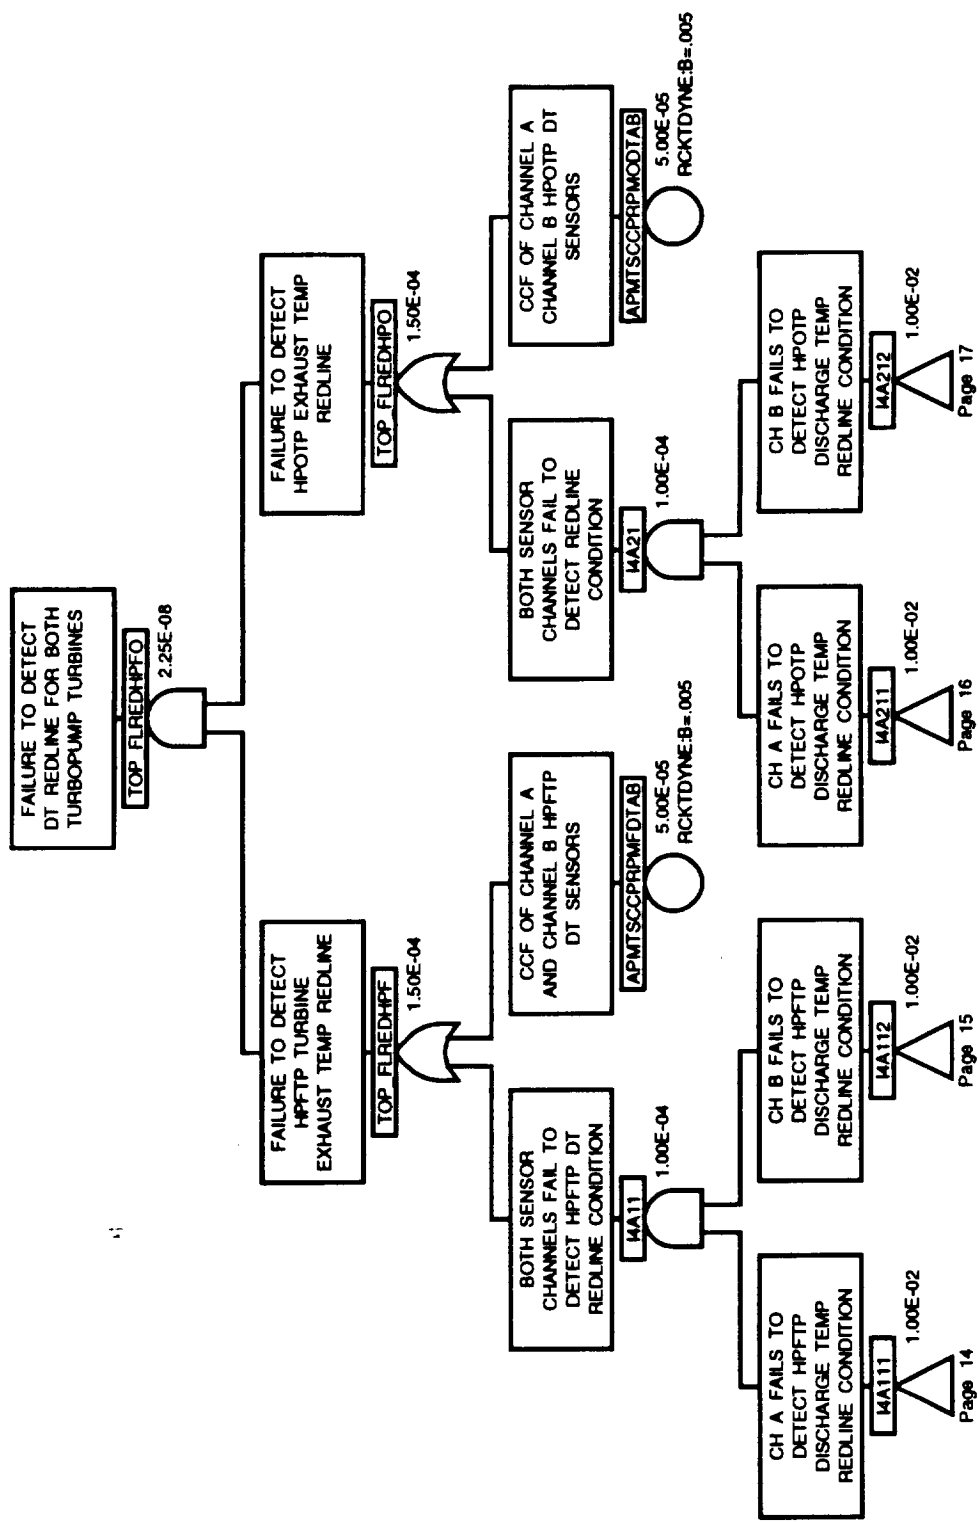 FAILURE TO DETECT
DT REDLINE FOR BOTH
TURBOPUMP TURBINES
TOP FLREDHPFO
2.25E-08
FAILURE TO DETECT
HPFTP TURBINE
EXHAUST TEMP REDLINE
TOP FLREDHPF
1.50E-04
FAILURE TO DETECT
HPOTP EXHAUST TEMP
REDLINE
TOP FLREDHPO
1.50E-04
BOTH SENSOR
CHANNELS FAIL TO
DETECT HPFTP DT
REDLINE CONDITION
I4A11
1.00E-04
CCF OF CHANNEL A
AND CHANNEL B HPFTP
DT SENSORS
APMTSCCPRPMFDTAB
5.00E-05
RCKTDYNE:B=.005
BOTH SENSOR
CHANNELS FAIL TO
DETECT REDLINE
CONDITION
I4A21
1.00E-04
CCF OF CHANNEL A
CHANNEL B HPOTP DT
SENSORS
APMTSCCPRPMODTAB
5.00E-05
RCKTDYNE:B=.005
CH A FAILS TO
DETECT HPFTP
DISCHARGE TEMP
REDLINE CONDITION
I4A111
1.00E-02
Page 14
CH B FAILS TO
DETECT HPFTP
DISCHARGE TEMP
REDLINE CONDITION
I4A112
1.00E-02
Page 15
CH A FAILS TO
DETECT HPOTP
DISCHARGE TEMP
REDLINE CONDITION
I4A211
1.00E-02
Page 16
CH B FAILS TO
DETECT HPOTP
DISCHARGE TEMP
REDLINE CONDITION
I4A212
1.00E-02
Page 17